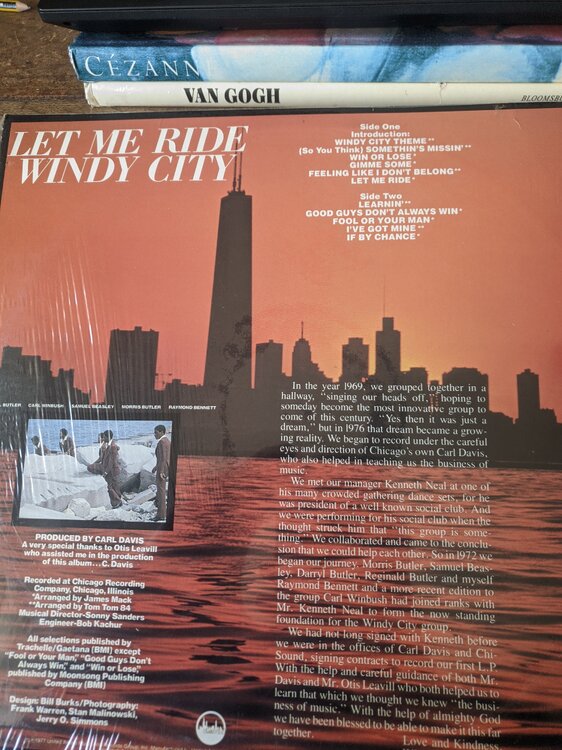 CÉZANN
VAN GOGH
BLOOMSBU
LET ME RIDE
WINDY CITY
Side One
Introduction:
WINDY CITY THEME**
(So You Think) SOMETHIN'S MISSIN'**
WIN OR LOSE*
GIMME SOME*
FEELING LIKE I DON'T BELONG**
LET ME RIDE*
Side Two
LEARNIN'**
GOOD GUYS DON'T ALWAYS WIN*
FOOL OR YOUR MAN*
I'VE GOT MINE**
IF BY CHANCE*
BUTLER CARL WINBUSH SAMUEL BEASLEY MORRIS BUTLER RAYMOND BENNETT
PRODUCED BY CARL DAVIS
A very special thanks to Otis Leavill
who assisted me in the production
of this album...C. Davis
Recorded at Chicago Recording
Company, Chicago, Illinois
*Arranged by James Mack
**Arranged by Tom Tom 84
Musical Director-Sonny Sanders
Engineer-Bob Kachur
All selections published by
Trachelle/Gaetana (BMI) except
"Fool or Your Man," "Good Guys Don't
Always Win," and "Win or Lose,"
published by Moonsong Publishing
Company (BMI)
Design: Bill Burks/Photography:
Frank Warren, Stan Malinowski,
Jerry O. Simmons
In the year 1969, we grouped together in a
hallway, "singing our heads off," hoping to
someday become the most innovative group to
come of this century. "Yes then it was just a
dream," but in 1976 that dream became a grow-
ing reality. We began to record under the careful
eyes and direction of Chicago's own Carl Davis,
who also helped in teaching us the business of
music.
We met our manager Kenneth Neal at one of
his many crowded gathering dance sets, for he
was president of a well known social club. And
we were performing for his social club when the
thought struck him that "this group is some-
thing." We collaborated and came to the conclu-
sion that we could help each other. So in 1972 we
began our journey. Morris Butler, Samuel Beas-
ley, Darryl Butler, Reginald Butler and myself
Raymond Bennett and a more recent edition to
the group Carl Winbush had joined ranks with
Mr. Kenneth Neal to form the now standing
foundation for the Windy City group.
We had not long signed with Kenneth before
we were in the offices of Carl Davis and Chi-
Sound, signing contracts to record our first L.P.
With the help and careful guidance of both Mr.
Davis and Mr. Otis Leavill who both helped us to
learn that which we thought we knew "the busi-
ness of music." With the help of almighty God
we have been blessed to be able to make it this far
together.
Love and Kindne